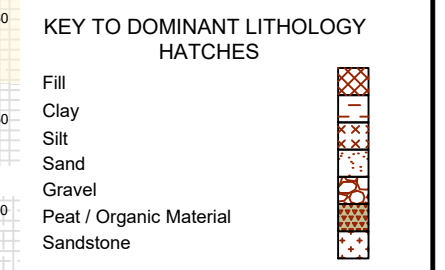 KEY TO DOMINANT LITHOLOGY
HATCHES
Fill
Clay
Silt
Sand
Gravel
Peat / Organic Material
Sandstone